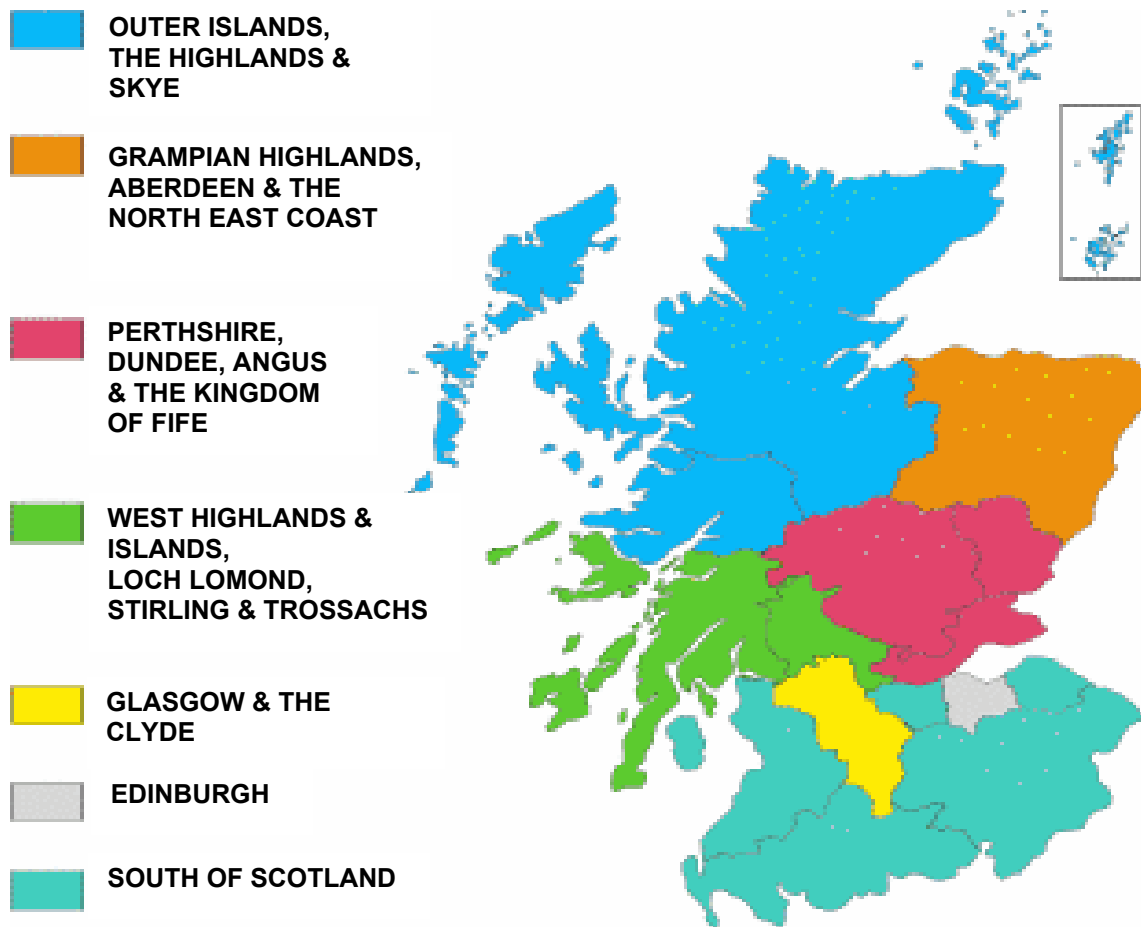 OUTER ISLANDS,
THE HIGHLANDS &
SKYE
GRAMPIAN HIGHLANDS,
ABERDEEN & THE
NORTH EAST COAST
PERTHSHIRE,
DUNDEE, ANGUS
& THE KINGDOM
OF FIFE
WEST HIGHLANDS &
ISLANDS,
LOCH LOMOND,
STIRLING & TROSSACHS
GLASGOW & THE
CLYDE
EDINBURGH
SOUTH OF SCOTLAND